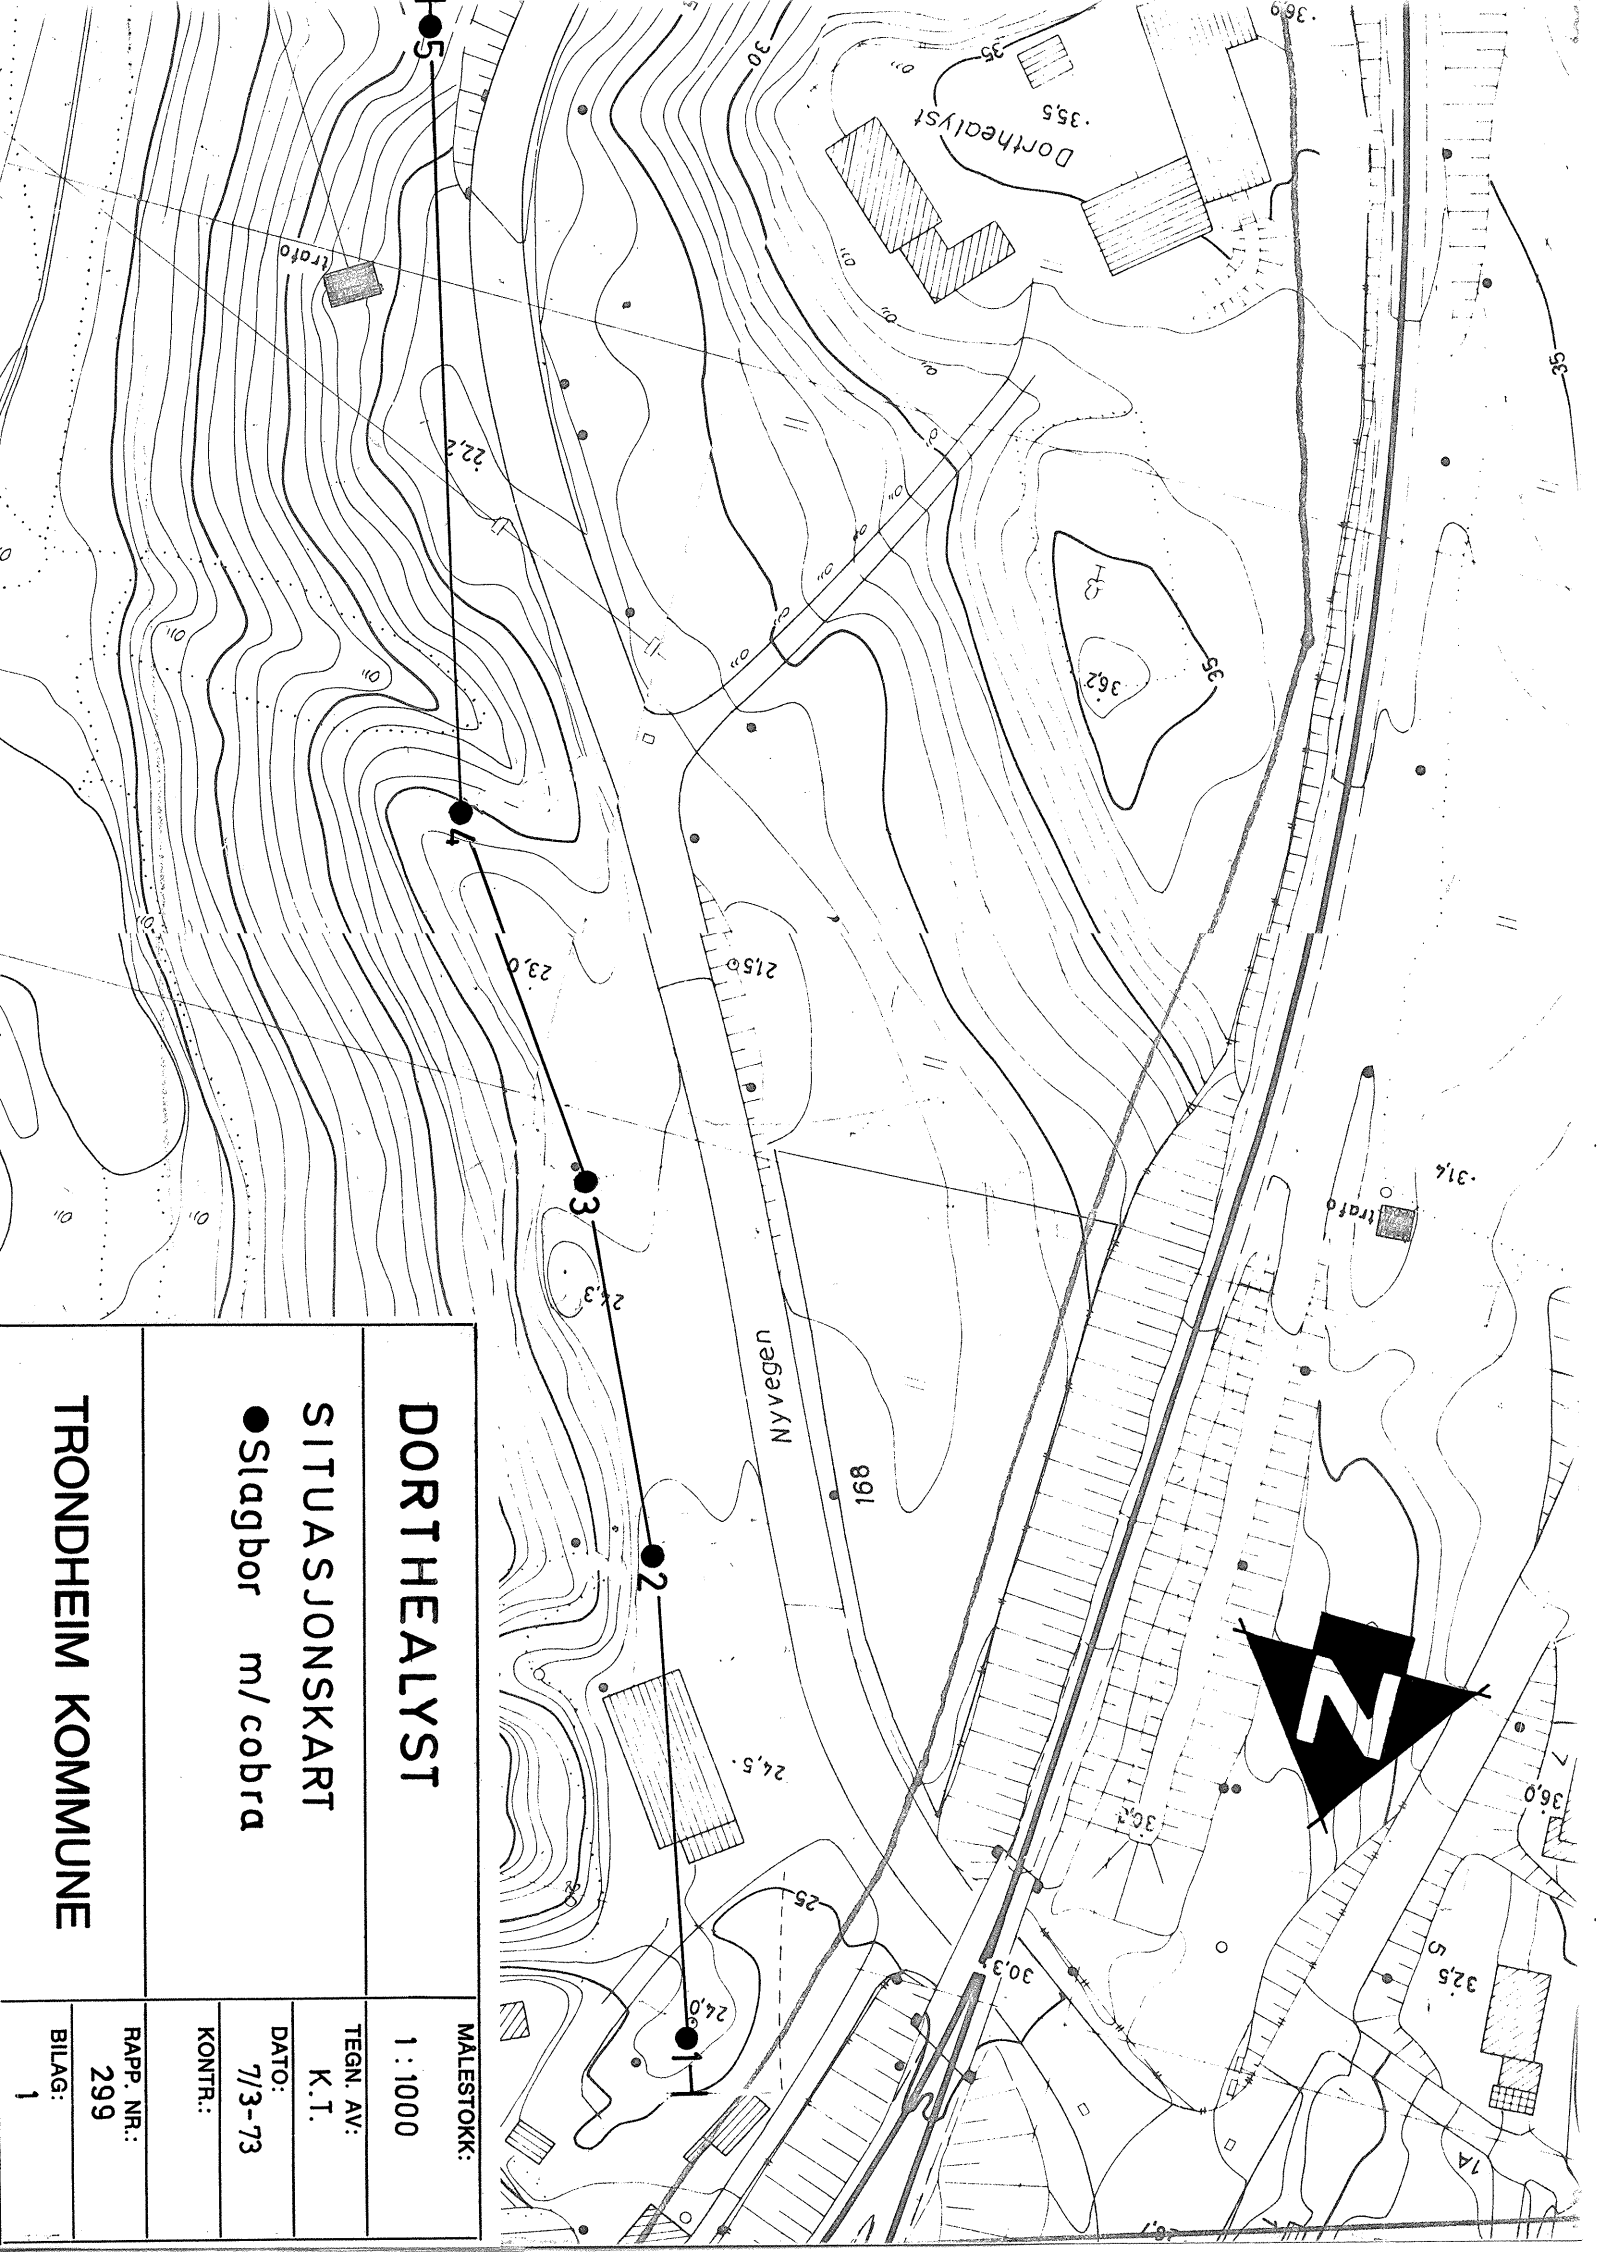 DORTHEALYST
SITUASJONSKART
● Slagbor m/cobra
TRONDHEIM KOMMUNE
MÅLESTOKK:
1:1000
TEGN. AV:
K.T.
DATO:
7/3-73
KONTR.:
RAPP. NR.:
299
BILAG:
1
N
5
4
3
2
1
Dorthealyst
35,5
36,9
35
30
35
trafo
22,2
36,2
35
23,0
21,5
31,4
trafo
24,3
Nyvegen
168
24,5
36,0
7
25
30,3
32,5
5
24,0
1A